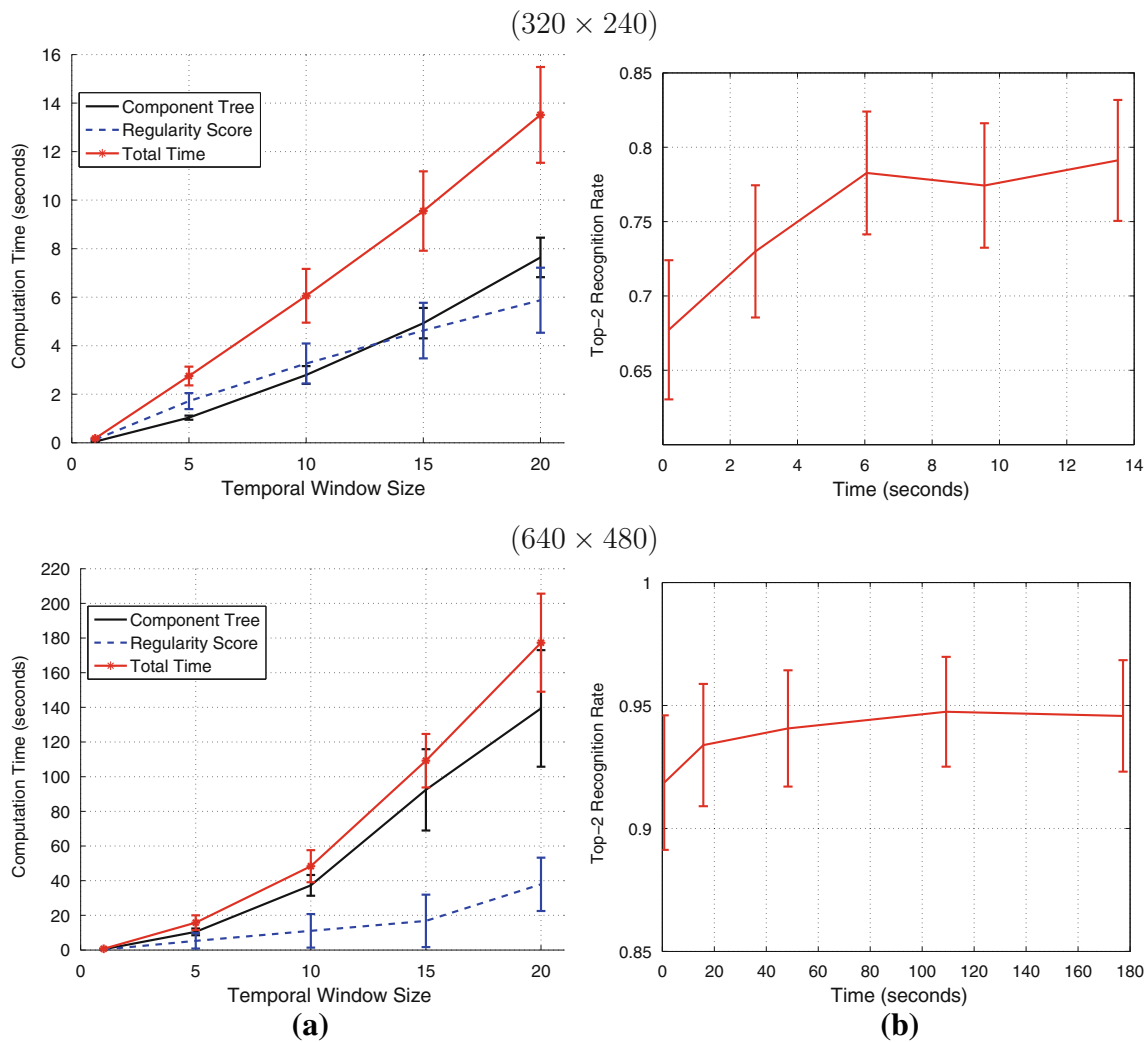 (320 × 240)
16
14
12
10
8
6
4
2
0
Computation Time (seconds)
Component Tree
Regularity Score
Total Time
0 5 10 15 20
Temporal Window Size
0.85
0.8
0.75
0.7
0.65
Top-2 Recognition Rate
0 2 4 6 8 10 12 14
Time (seconds)
(640 × 480)
220
200
180
160
140
120
100
80
60
40
20
0
Computation Time (seconds)
Component Tree
Regularity Score
Total Time
0 5 10 15 20
Temporal Window Size
(a)
1
0.95
0.9
0.85
Top-2 Recognition Rate
0 20 40 60 80 100 120 140 160 180
Time (seconds)
(b)